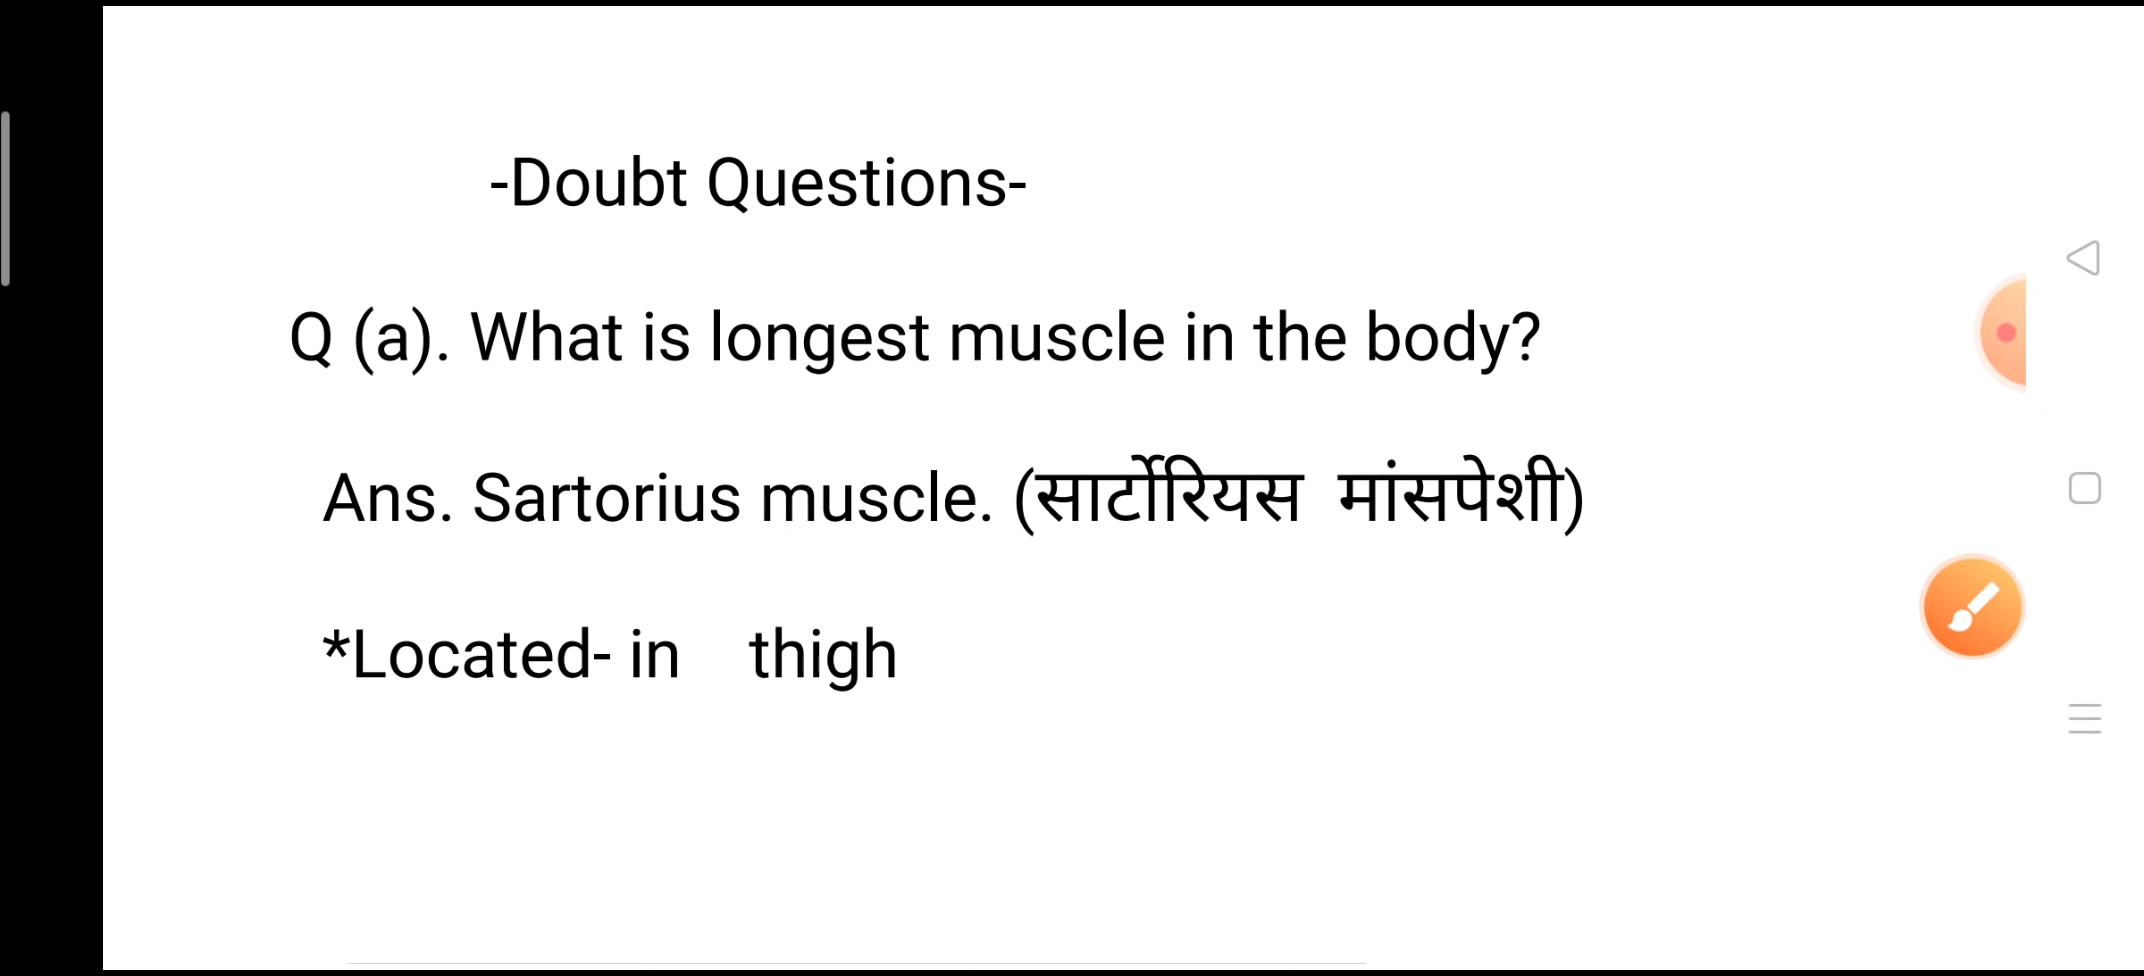 -Doubt Questions-
Q (a). What is longest muscle in the body?
Ans. Sartorius muscle. (सार्टोरियस मांसपेशी)
*Located- in thigh